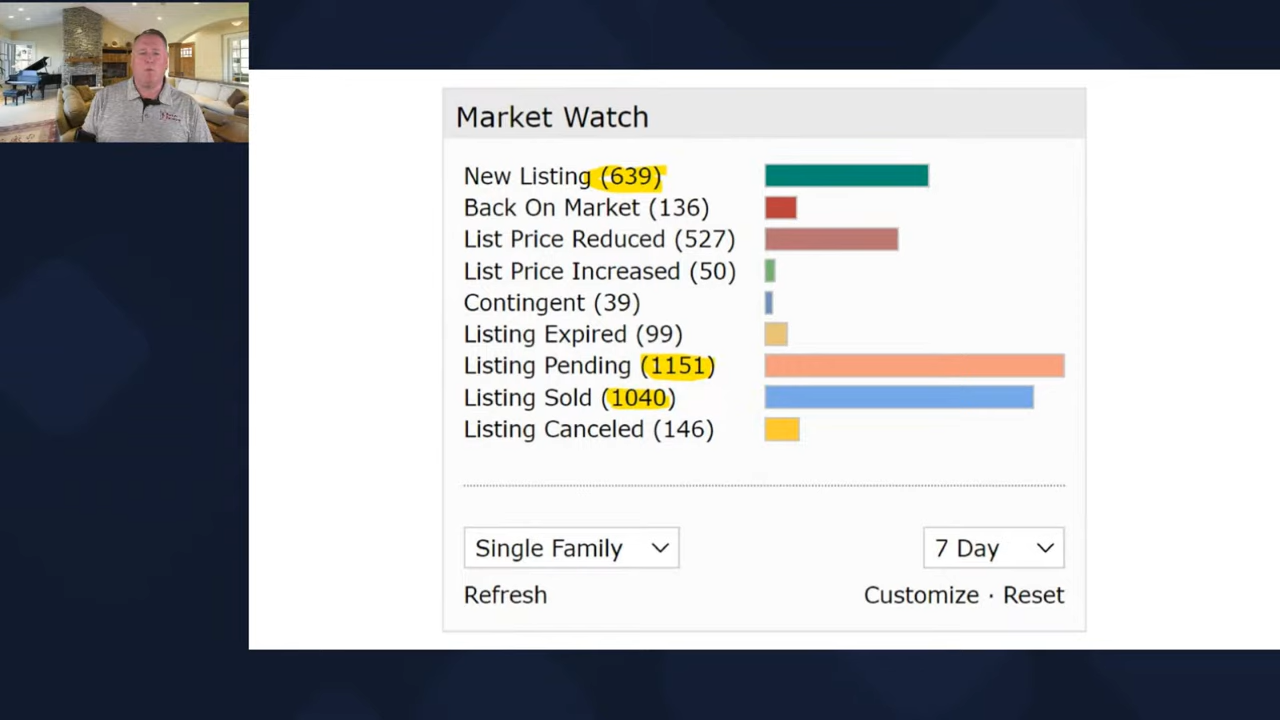 Market Watch
New Listing (639)
Back On Market (136)
List Price Reduced (527)
List Price Increased (50)
Contingent (39)
Listing Expired (99)
Listing Pending (1151)
Listing Sold (1040)
Listing Canceled (146)
Single Family
7 Day
Refresh
Customize · Reset